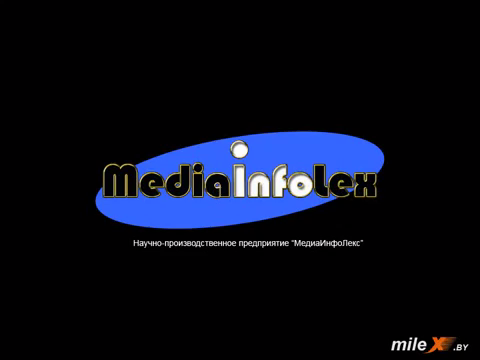 MediainfoLex
Научно-производственное предприятие "МедиаИнфоЛекс"
mileX.BY